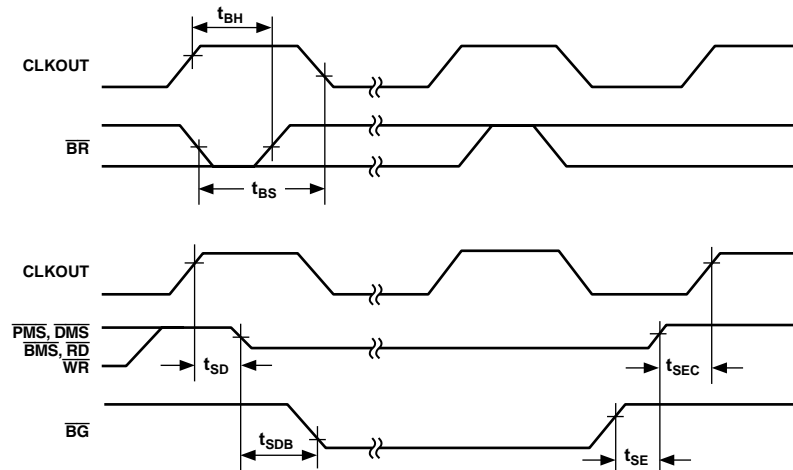 tBH
CLKOUT
BR
tBS
CLKOUT
PMS, DMS
BMS, RD
WR
tSD
tSEC
BG
tSDB
tSE